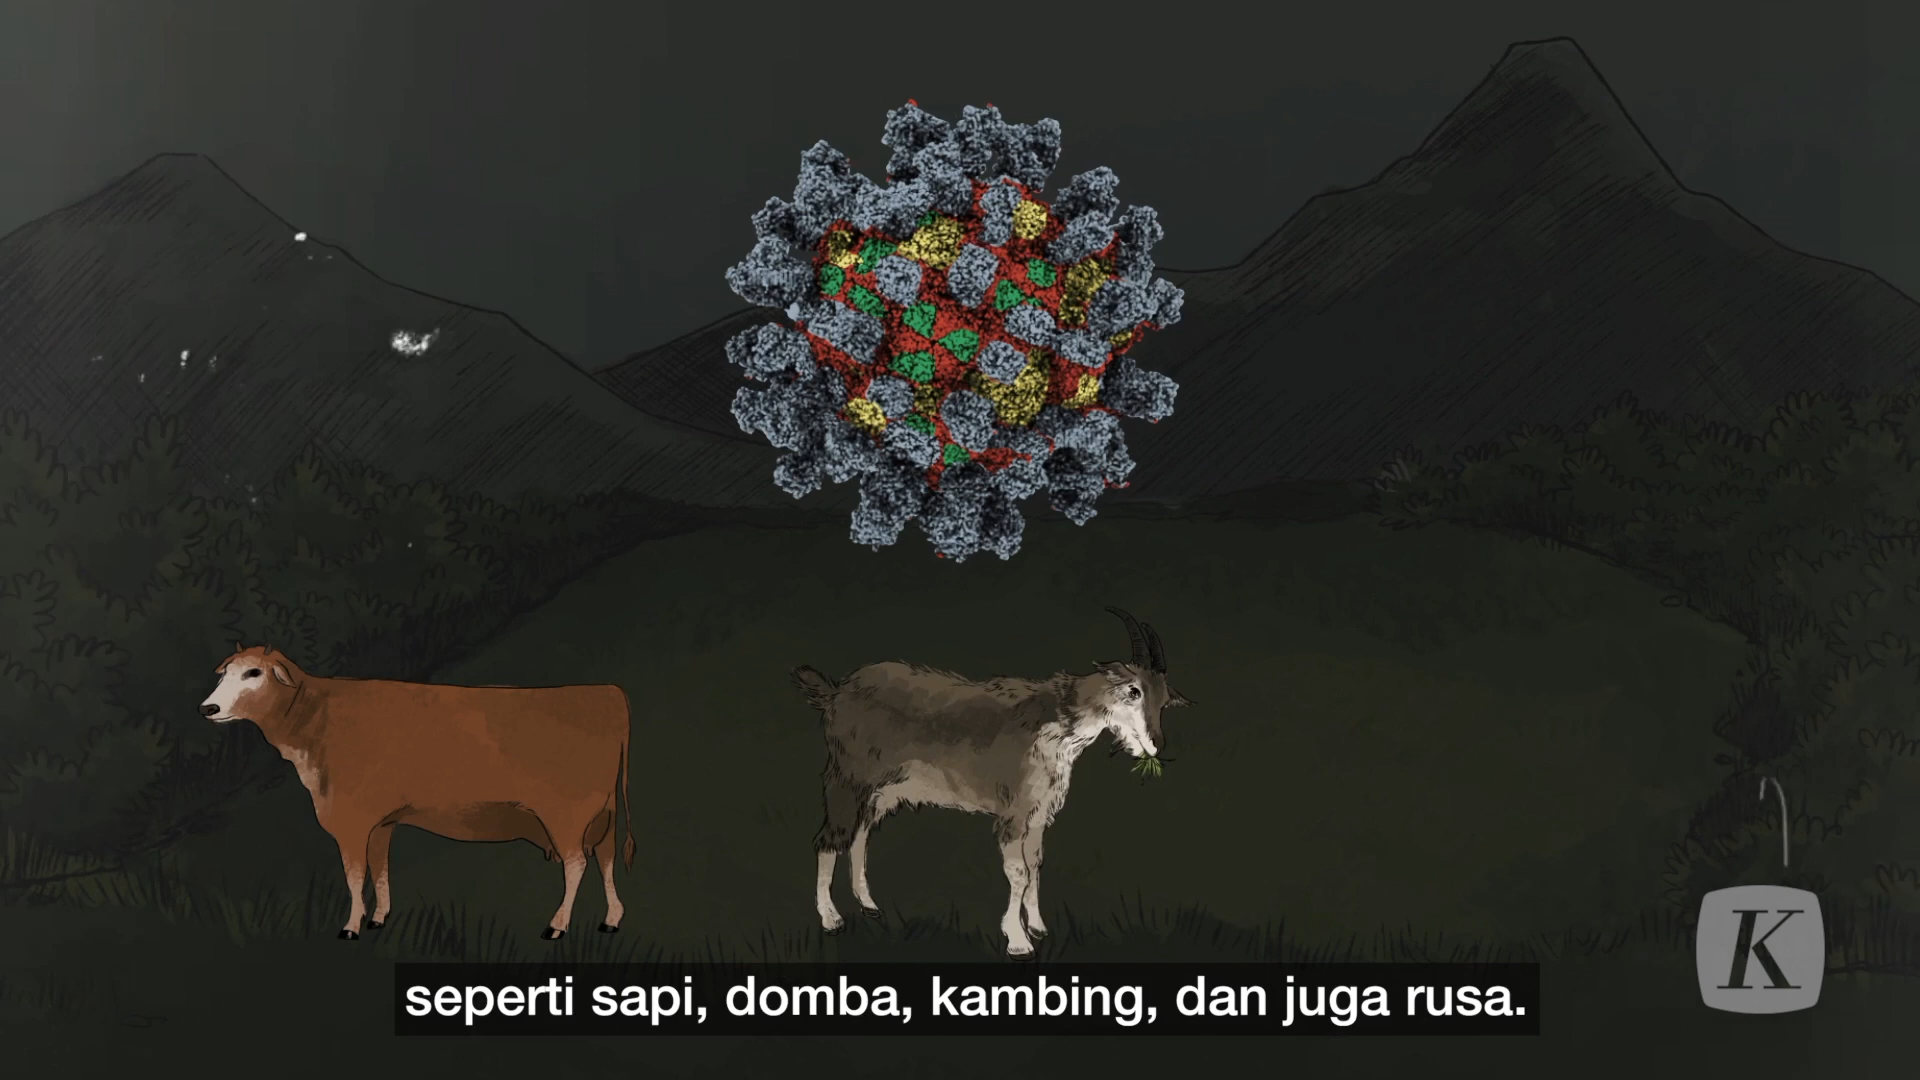 seperti sapi, domba, kambing, dan juga rusa.
K